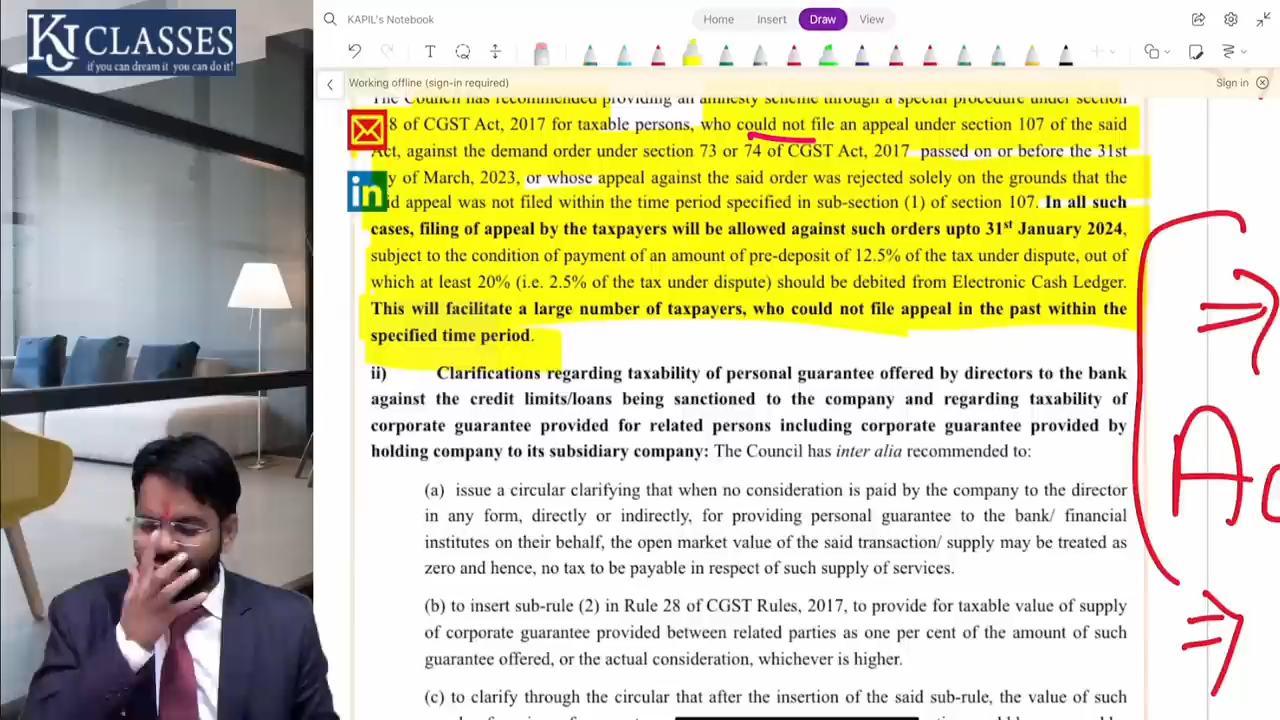 KJ CLASSES
if you can dream it you can do it!
KAPIL's Notebook
Home Insert Draw View
Working offline (sign-in required)
Sign in
The Council has recommended providing an amnesty scheme through a special procedure under section
8 of CGST Act, 2017 for taxable persons, who could not file an appeal under section 107 of the said
Act, against the demand order under section 73 or 74 of CGST Act, 2017 passed on or before the 31st
y of March, 2023, or whose appeal against the said order was rejected solely on the grounds that the
id appeal was not filed within the time period specified in sub-section (1) of section 107. In all such
cases, filing of appeal by the taxpayers will be allowed against such orders upto 31st January 2024,
subject to the condition of payment of an amount of pre-deposit of 12.5% of the tax under dispute, out of
which at least 20% (i.e. 2.5% of the tax under dispute) should be debited from Electronic Cash Ledger.
This will facilitate a large number of taxpayers, who could not file appeal in the past within the
specified time period.
ii) Clarifications regarding taxability of personal guarantee offered by directors to the bank
against the credit limits/loans being sanctioned to the company and regarding taxability of
corporate guarantee provided for related persons including corporate guarantee provided by
holding company to its subsidiary company: The Council has inter alia recommended to:
(a) issue a circular clarifying that when no consideration is paid by the company to the director
in any form, directly or indirectly, for providing personal guarantee to the bank/ financial
institutes on their behalf, the open market value of the said transaction/ supply may be treated as
zero and hence, no tax to be payable in respect of such supply of services.
(b) to insert sub-rule (2) in Rule 28 of CGST Rules, 2017, to provide for taxable value of supply
of corporate guarantee provided between related parties as one per cent of the amount of such
guarantee offered, or the actual consideration, whichever is higher.
(c) to clarify through the circular that after the insertion of the said sub-rule, the value of such
in